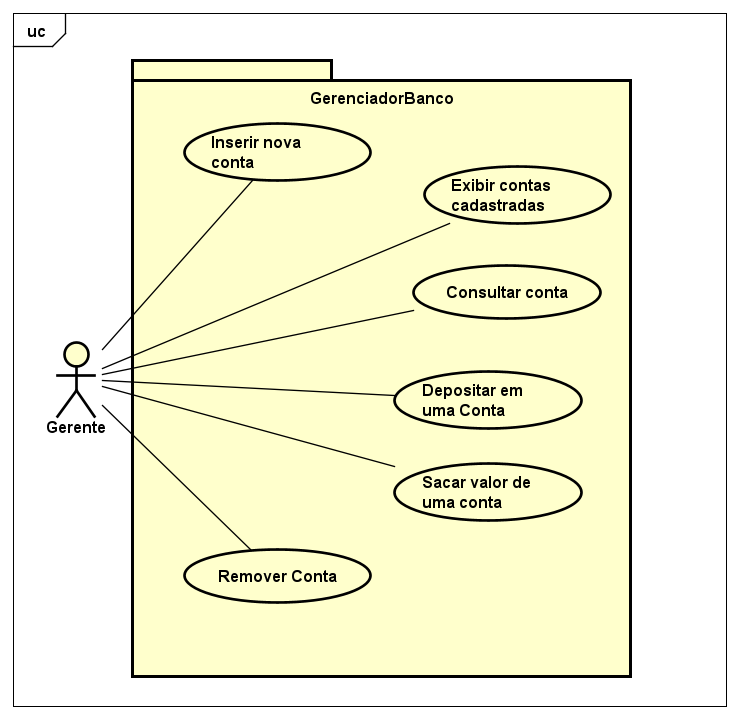 uc
GerenciadorBanco
Inserir nova
conta
Exibir contas
cadastradas
Consultar conta
Depositar em
uma Conta
Gerente
Sacar valor de
uma conta
Remover Conta